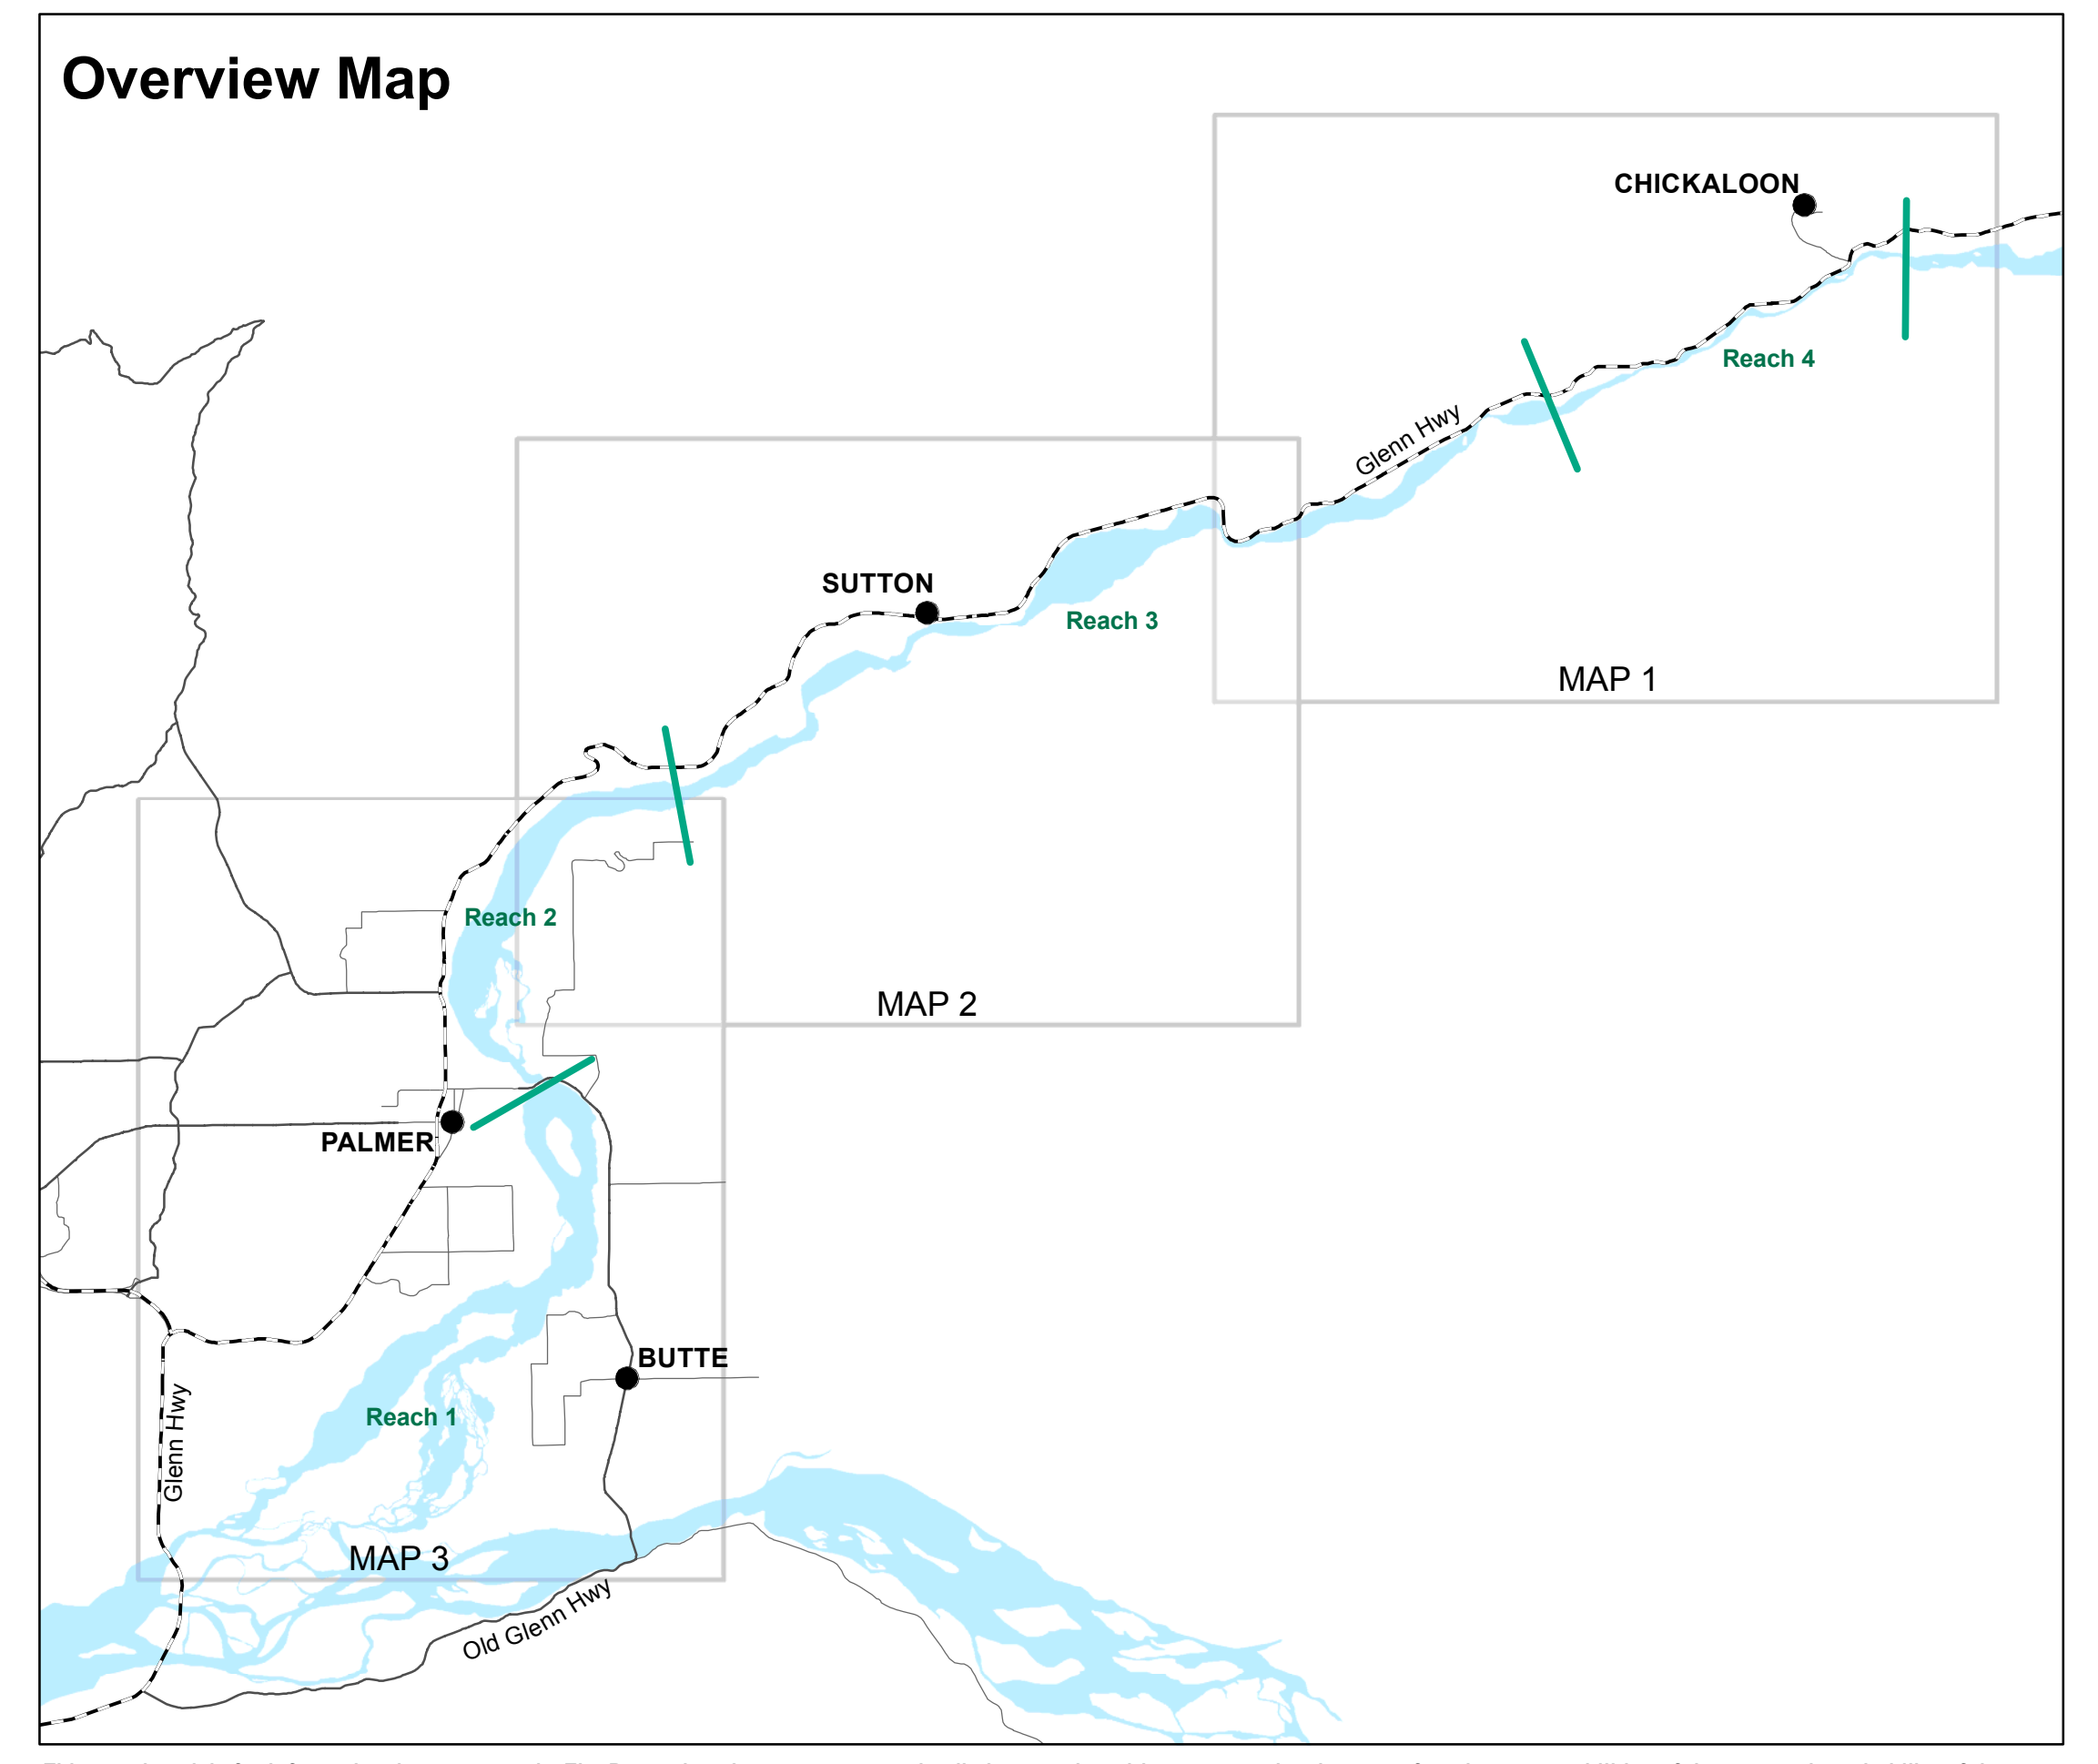 Overview Map
CHICKALOON
Reach 4
Glenn Hwy
SUTTON
Reach 3
MAP 1
Reach 2
MAP 2
PALMER
BUTTE
Reach 1
Glenn Hwy
MAP 3
Old Glenn Hwy